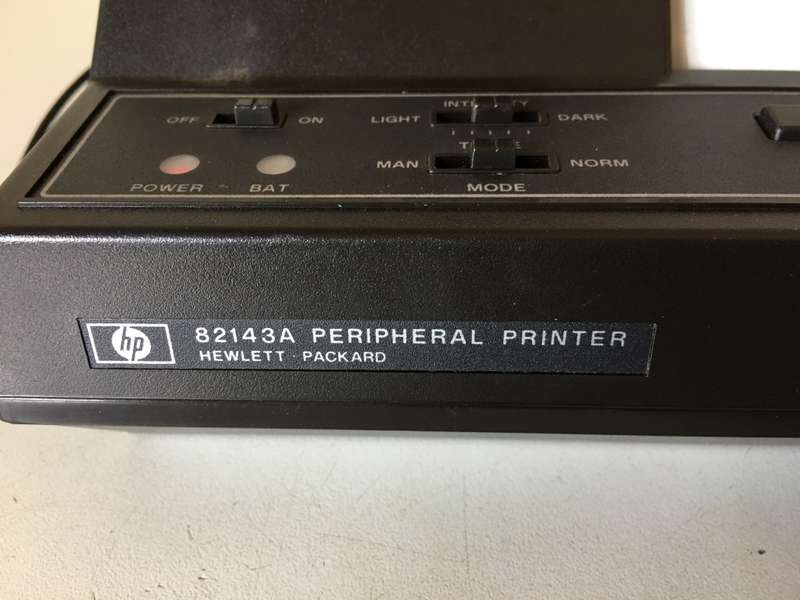 OFF ON LIGHT DARK
MAN NORM
POWER BAT MODE
hp 82143A PERIPHERAL PRINTER
HEWLETT · PACKARD